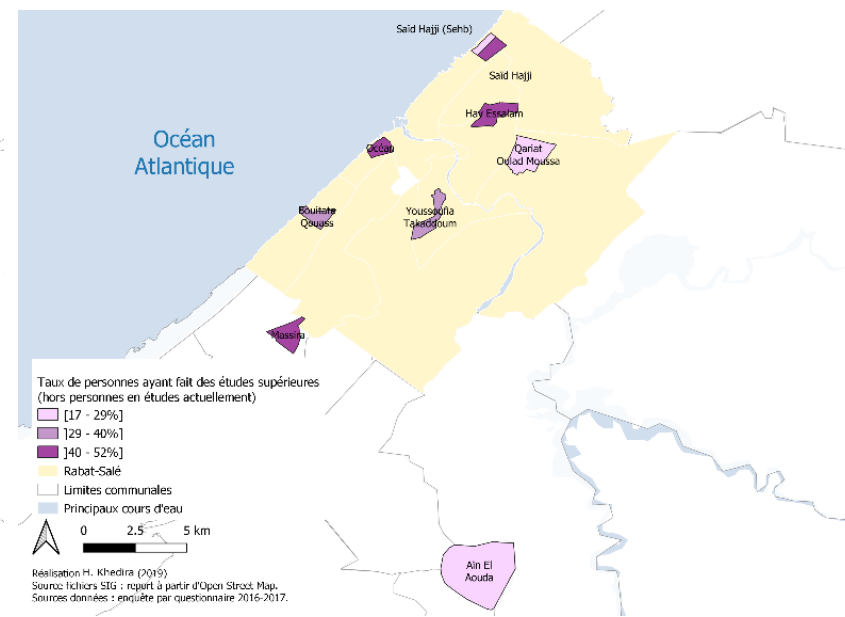 Saïd Hajji (Sehb)
Saïd Hajji
Hay Essalam
Océan
Atlantique
Océan
Qariat
Oulad Moussa
Bouitate
Qouass
Youssoufia
Takaddoum
Massira
Taux de personnes ayant fait des études supérieures
(hors personnes en études actuellement)
[17 - 29%]
]29 - 40%]
]40 - 52%]
Rabat-Salé
Limites communales
Principaux cours d'eau
0 2.5 5 km
Aïn El
Aouda
Réalisation H. Khedira (2019)
Source fichiers SIG : report à partir d'Open Street Map.
Sources données : enquête par questionnaire 2016-2017.